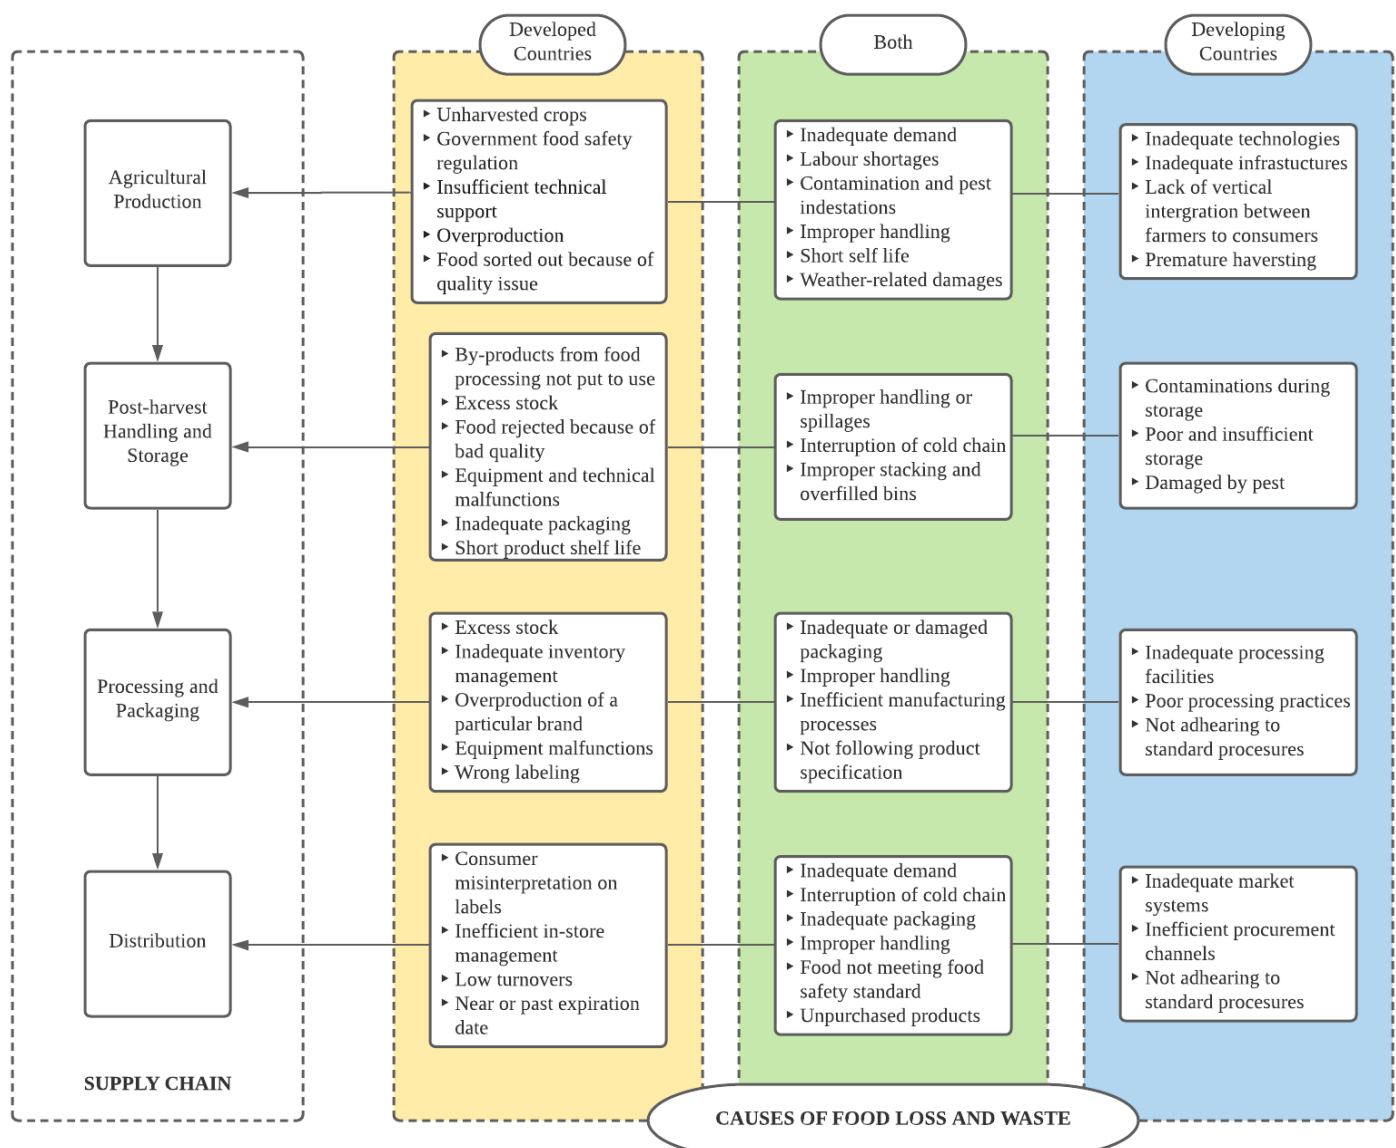 Developed
Countries
Both
Developing
Countries
Agricultural
Production
‣ Unharvested crops
‣ Government food safety
regulation
‣ Insufficient technical
support
‣ Overproduction
‣ Food sorted out because of
quality issue
‣ Inadequate demand
‣ Labour shortages
‣ Contamination and pest
indestations
‣ Improper handling
‣ Short self life
‣ Weather-related damages
‣ Inadequate technologies
‣ Inadequate infrastuctures
‣ Lack of vertical
intergration between
farmers to consumers
‣ Premature haversting
Post-harvest
Handling and
Storage
‣ By-products from food
processing not put to use
‣ Excess stock
‣ Food rejected because of
bad quality
‣ Equipment and technical
malfunctions
‣ Inadequate packaging
‣ Short product shelf life
‣ Improper handling or
spillages
‣ Interruption of cold chain
‣ Improper stacking and
overfilled bins
‣ Contaminations during
storage
‣ Poor and insufficient
storage
‣ Damaged by pest
Processing and
Packaging
‣ Excess stock
‣ Inadequate inventory
management
‣ Overproduction of a
particular brand
‣ Equipment malfunctions
‣ Wrong labeling
‣ Inadequate or damaged
packaging
‣ Improper handling
‣ Inefficient manufacturing
processes
‣ Not following product
specification
‣ Inadequate processing
facilities
‣ Poor processing practices
‣ Not adhearing to
standard procesures
Distribution
‣ Consumer
misinterpretation on
labels
‣ Inefficient in-store
management
‣ Low turnovers
‣ Near or past expiration
date
‣ Inadequate demand
‣ Interruption of cold chain
‣ Inadequate packaging
‣ Improper handling
‣ Food not meeting food
safety standard
‣ Unpurchased products
‣ Inadequate market
systems
‣ Inefficient procurement
channels
‣ Not adhearing to
standard procesures
SUPPLY CHAIN
CAUSES OF FOOD LOSS AND WASTE